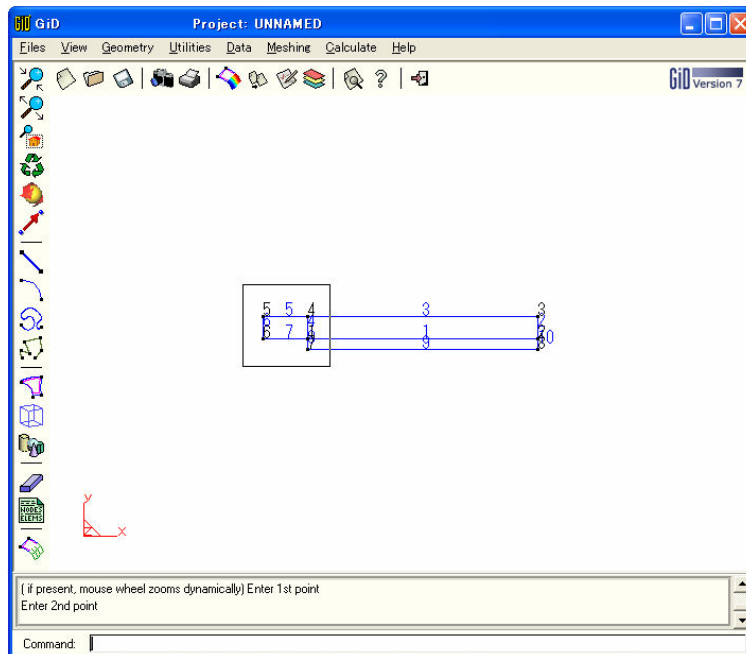 GiD Project: UNNAMED
Files View Geometry Utilities Data Meshing Calculate Help
GiD Version 7
5 5 4 3 3
6 7 1
9
NODES
ELEMS
y
x
( if present, mouse wheel zooms dynamically) Enter 1st point
Enter 2nd point
Command: